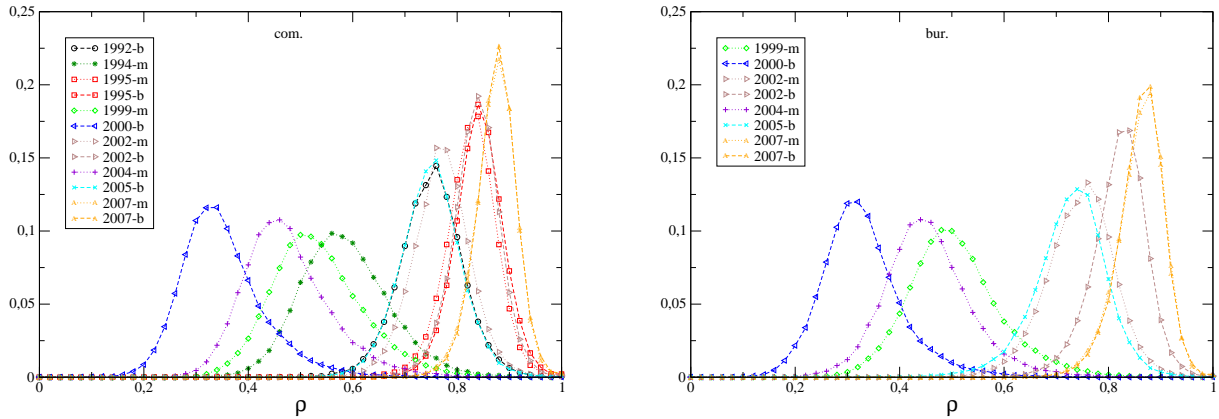 com.
0,25
0,2
0,15
0,1
0,05
0
1992-b
1994-m
1995-m
1995-b
1999-m
2000-b
2002-m
2002-b
2004-m
2005-b
2007-m
2007-b
0 0,2 0,4 0,6 0,8 1
ρ
bur.
0,25
0,2
0,15
0,1
0,05
0
1999-m
2000-b
2002-m
2002-b
2004-m
2005-b
2007-m
2007-b
0 0,2 0,4 0,6 0,8 1
ρ